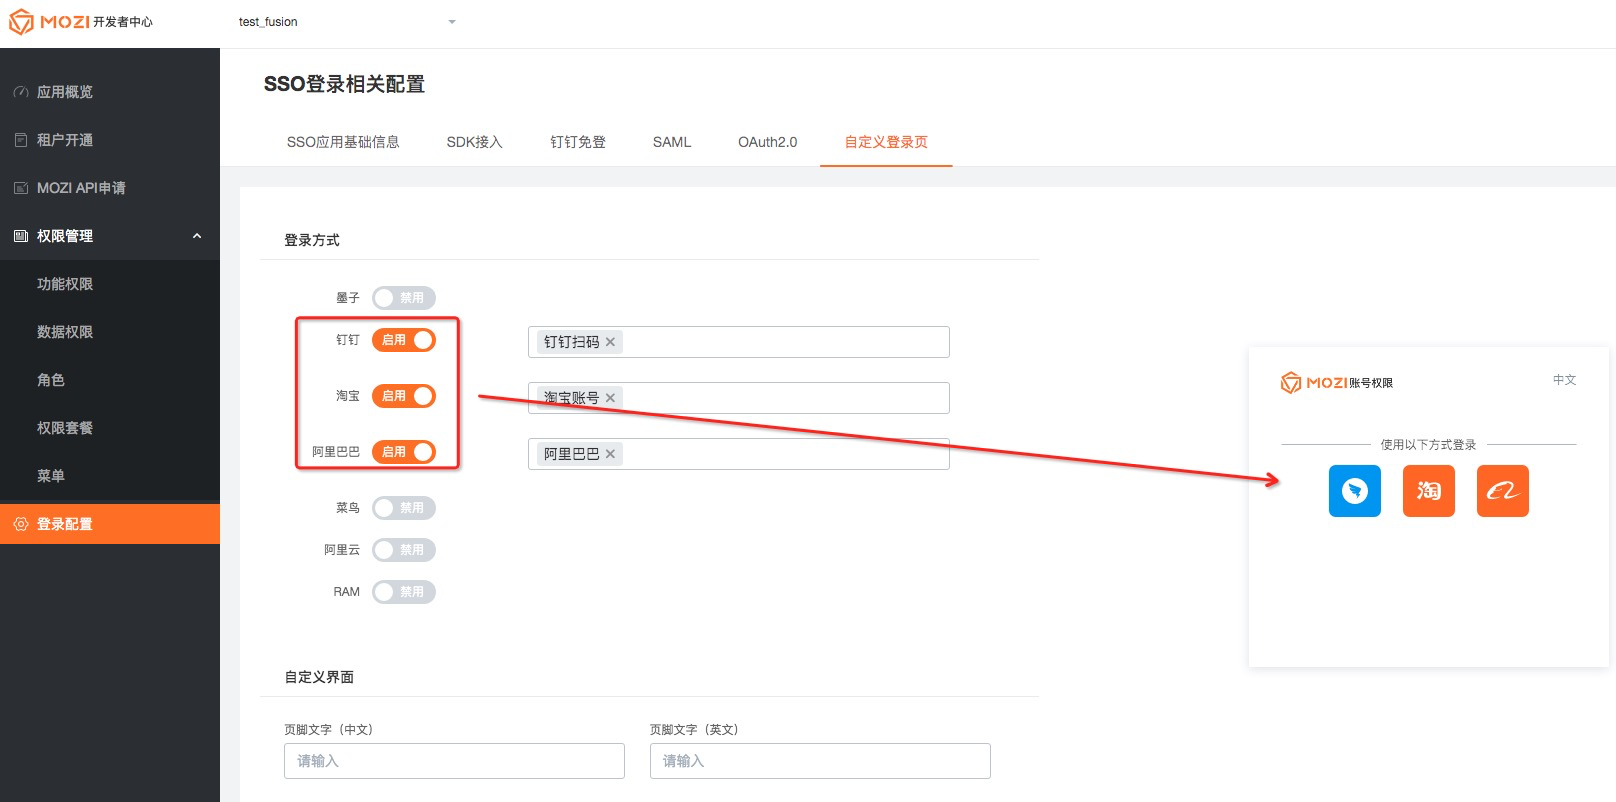 MOZI 开发者中心
test_fusion
应用概览
租户开通
MOZI API申请
权限管理
功能权限
数据权限
角色
权限套餐
菜单
登录配置
SSO登录相关配置
SSO应用基础信息
SDK接入
钉钉免登
SAML
OAuth2.0
自定义登录页
登录方式
墨子 禁用
钉钉 启用 钉钉扫码
淘宝 启用 淘宝账号
阿里巴巴 启用 阿里巴巴
菜鸟 禁用
阿里云 禁用
RAM 禁用
自定义界面
页脚文字（中文）
请输入
页脚文字（英文）
请输入
MOZI 账号权限
中文
使用以下方式登录
淘